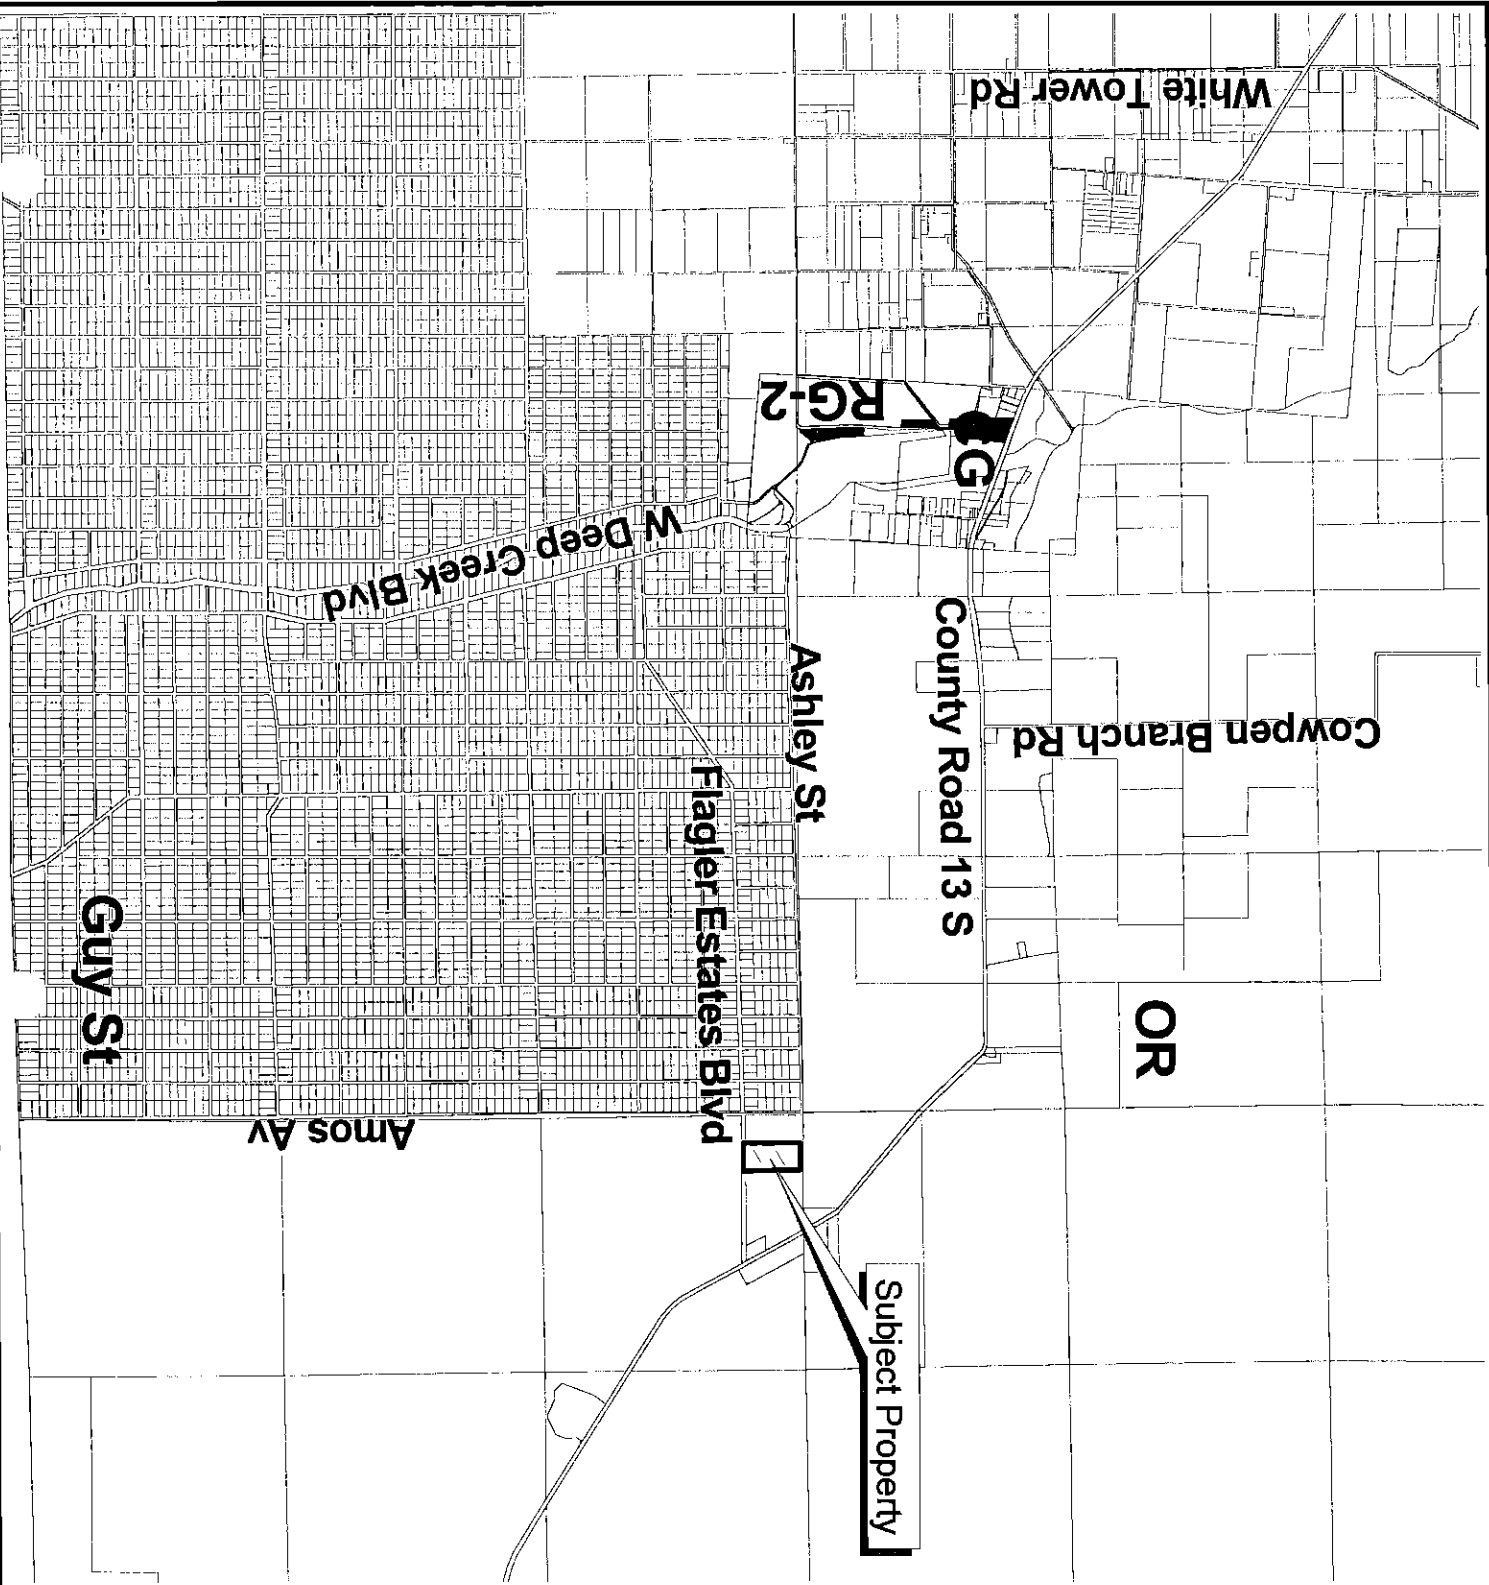 White Tower Rd
RG-2
CG
W Deep Creek Blvd
Ashley St
County Road 13 S
Cowpen Branch Rd
Flagler Estates Blvd
Guy St
OR
Amos Av
Subject Property